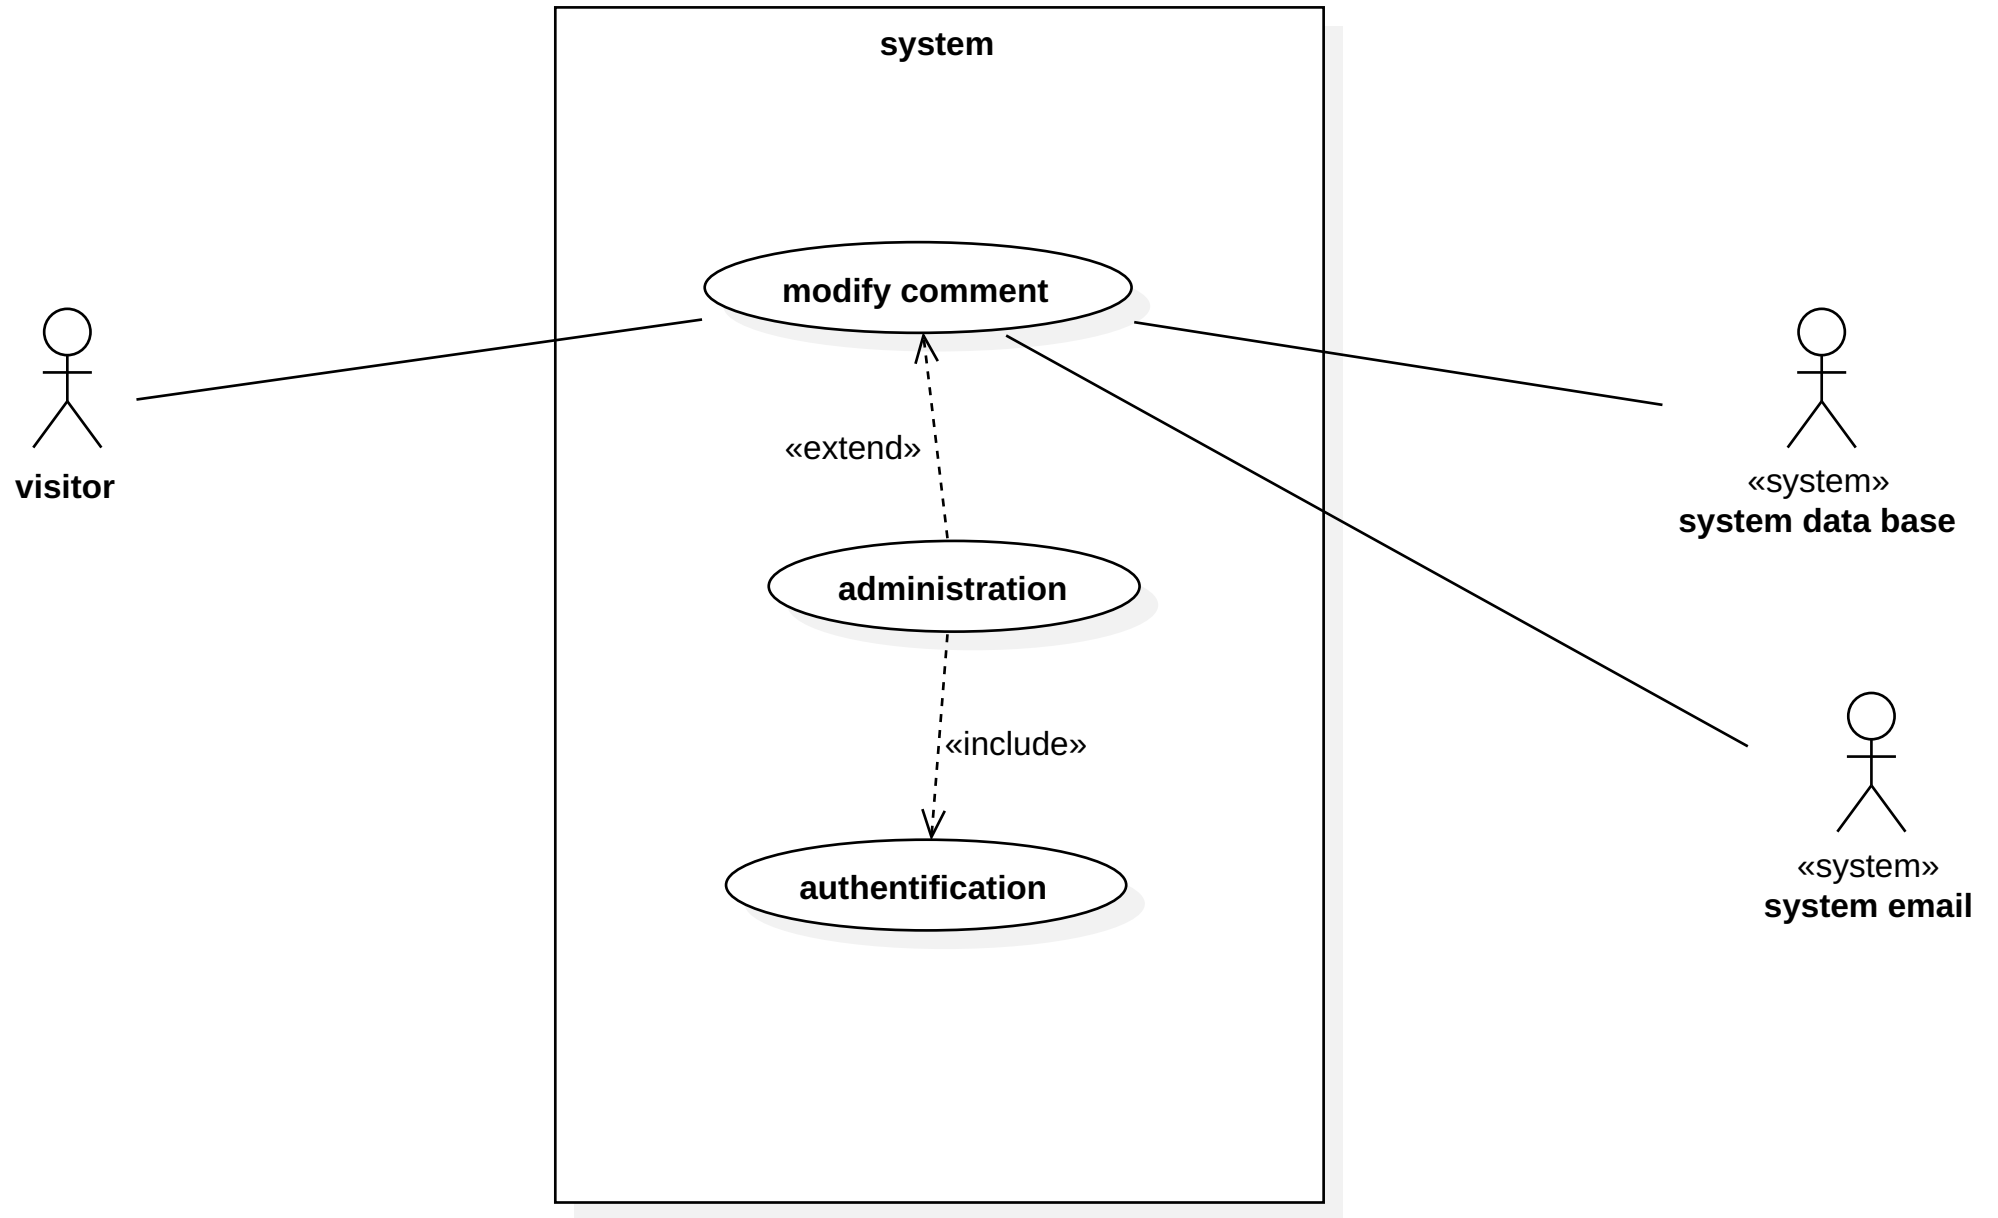 system
modify comment
visitor
«extend»
«system»
system data base
administration
«include»
«system»
system email
authentification